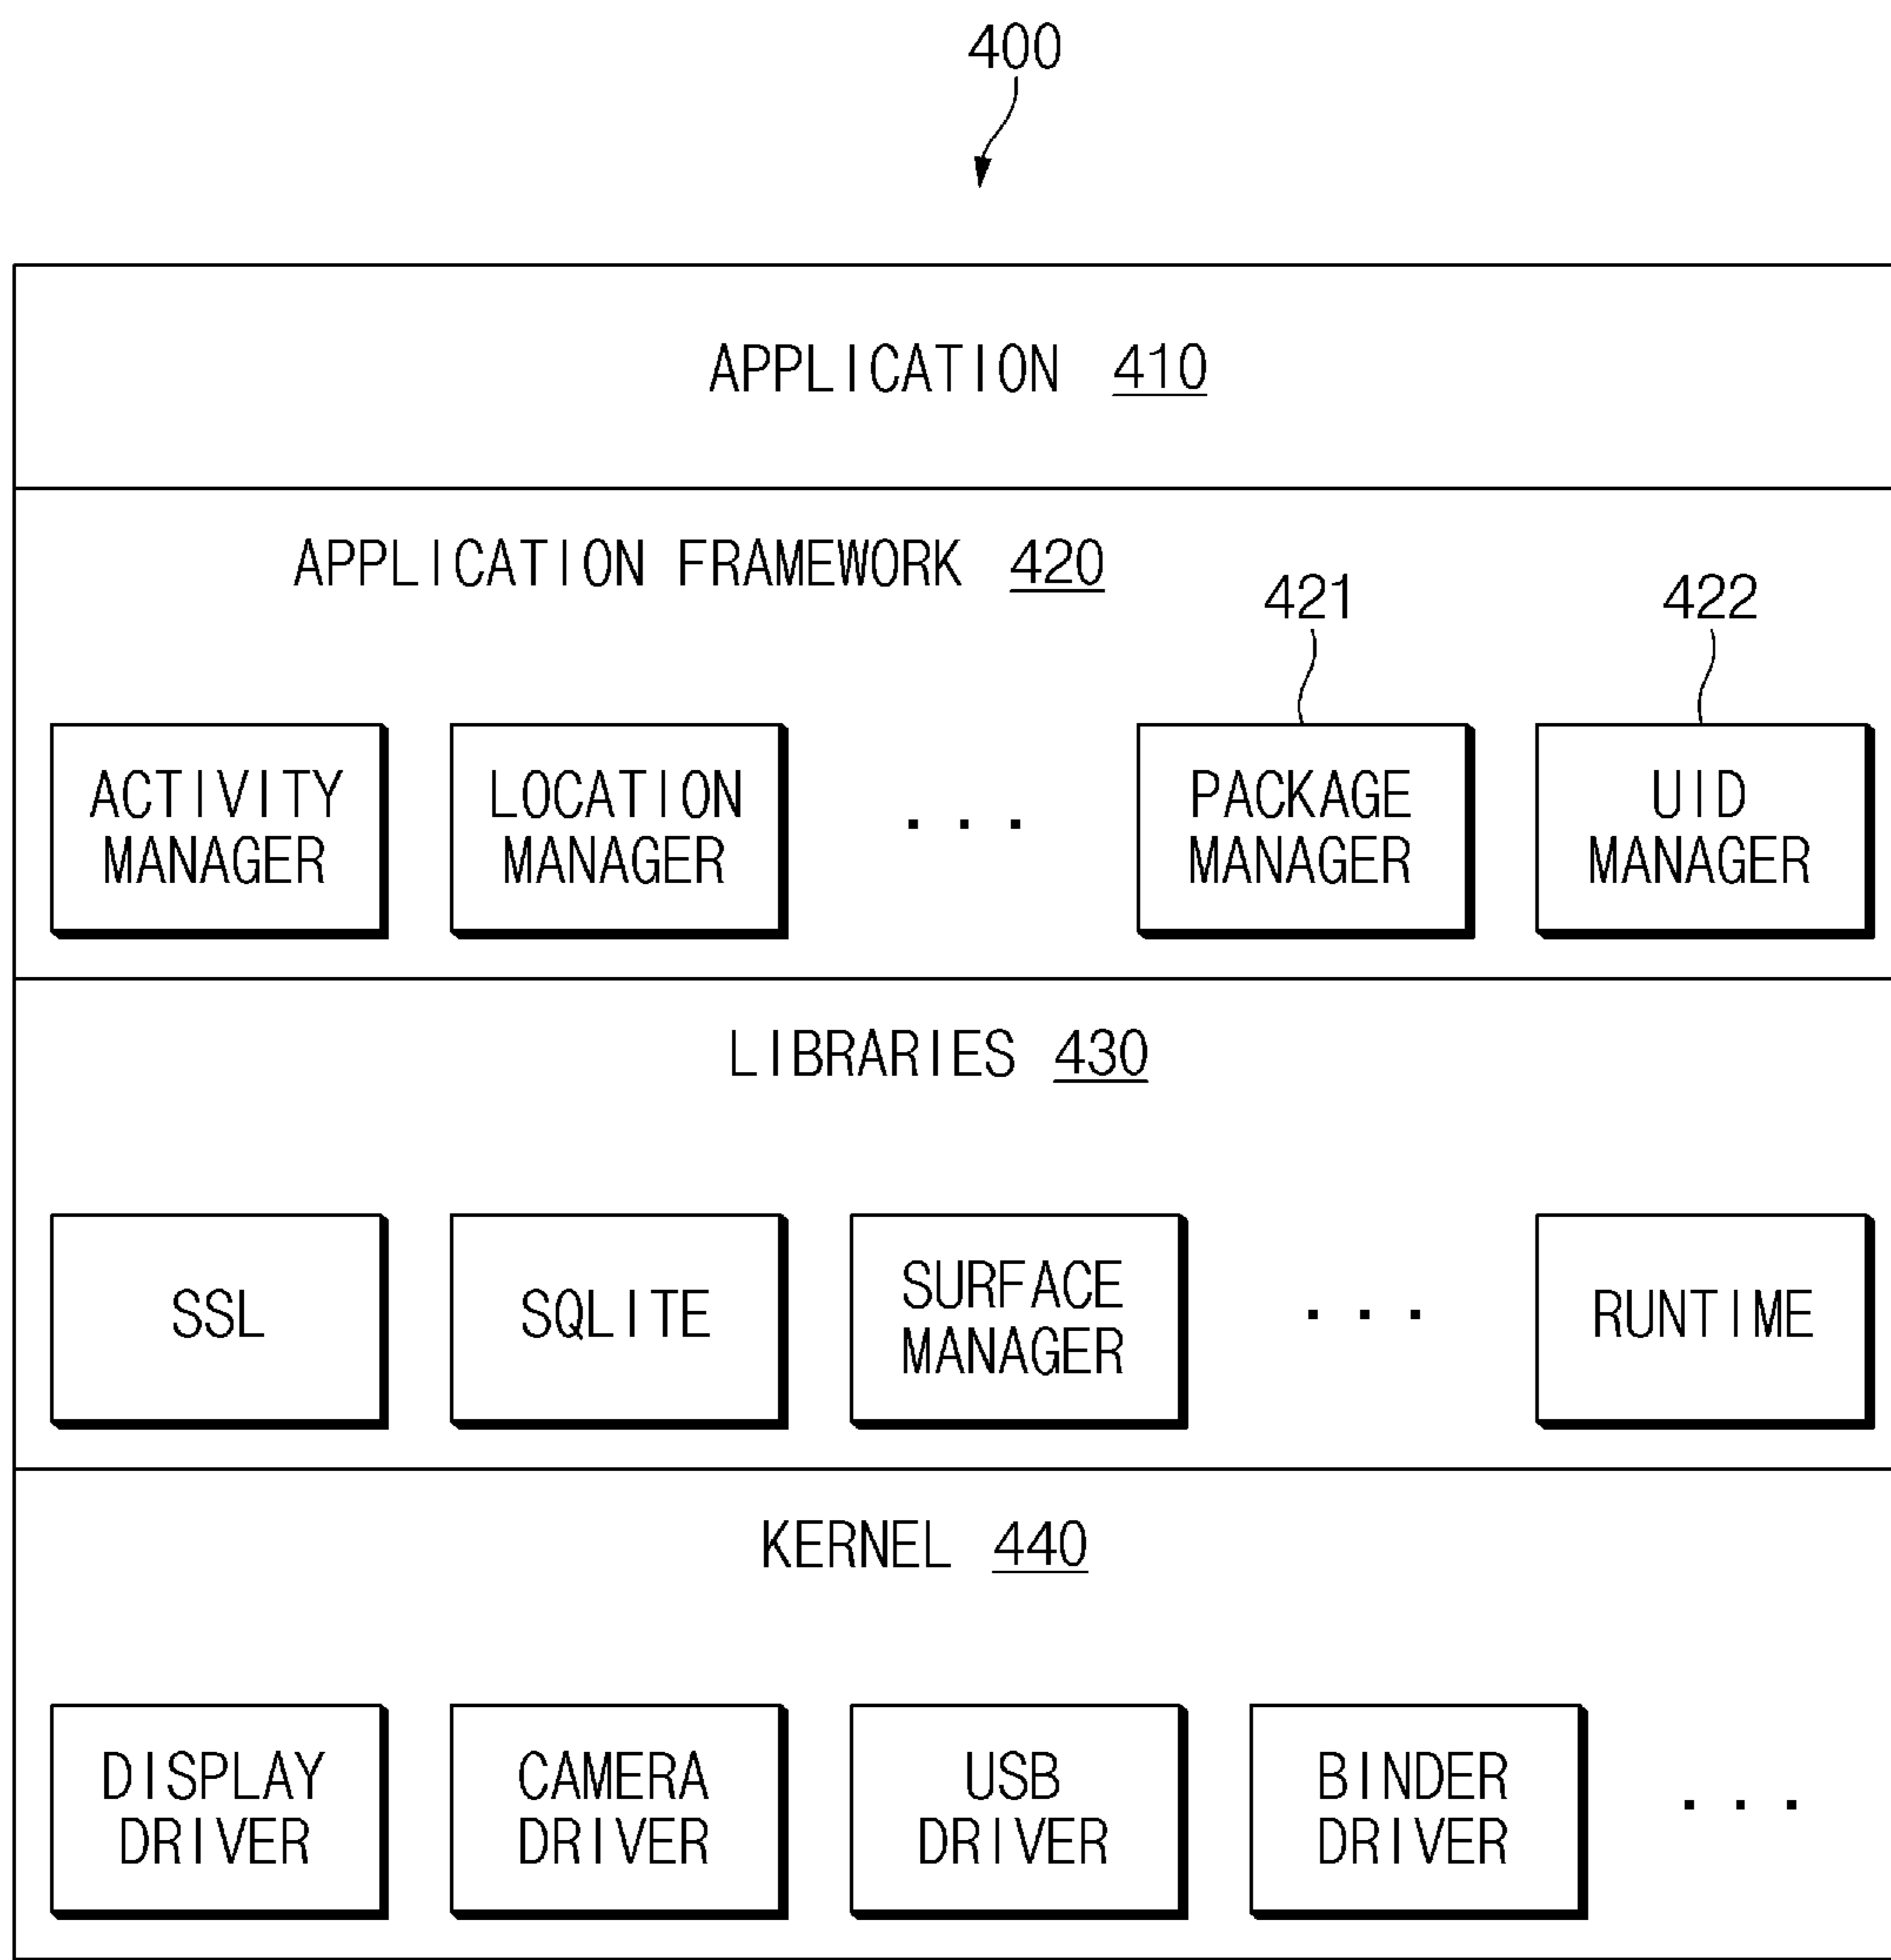 400
APPLICATION 410
APPLICATION FRAMEWORK 420
421
422
ACTIVITY
MANAGER
LOCATION
MANAGER
. . .
PACKAGE
MANAGER
UID
MANAGER
LIBRARIES 430
SSL
SQLITE
SURFACE
MANAGER
. . .
RUNTIME
KERNEL 440
DISPLAY
DRIVER
CAMERA
DRIVER
USB
DRIVER
BINDER
DRIVER
. . .